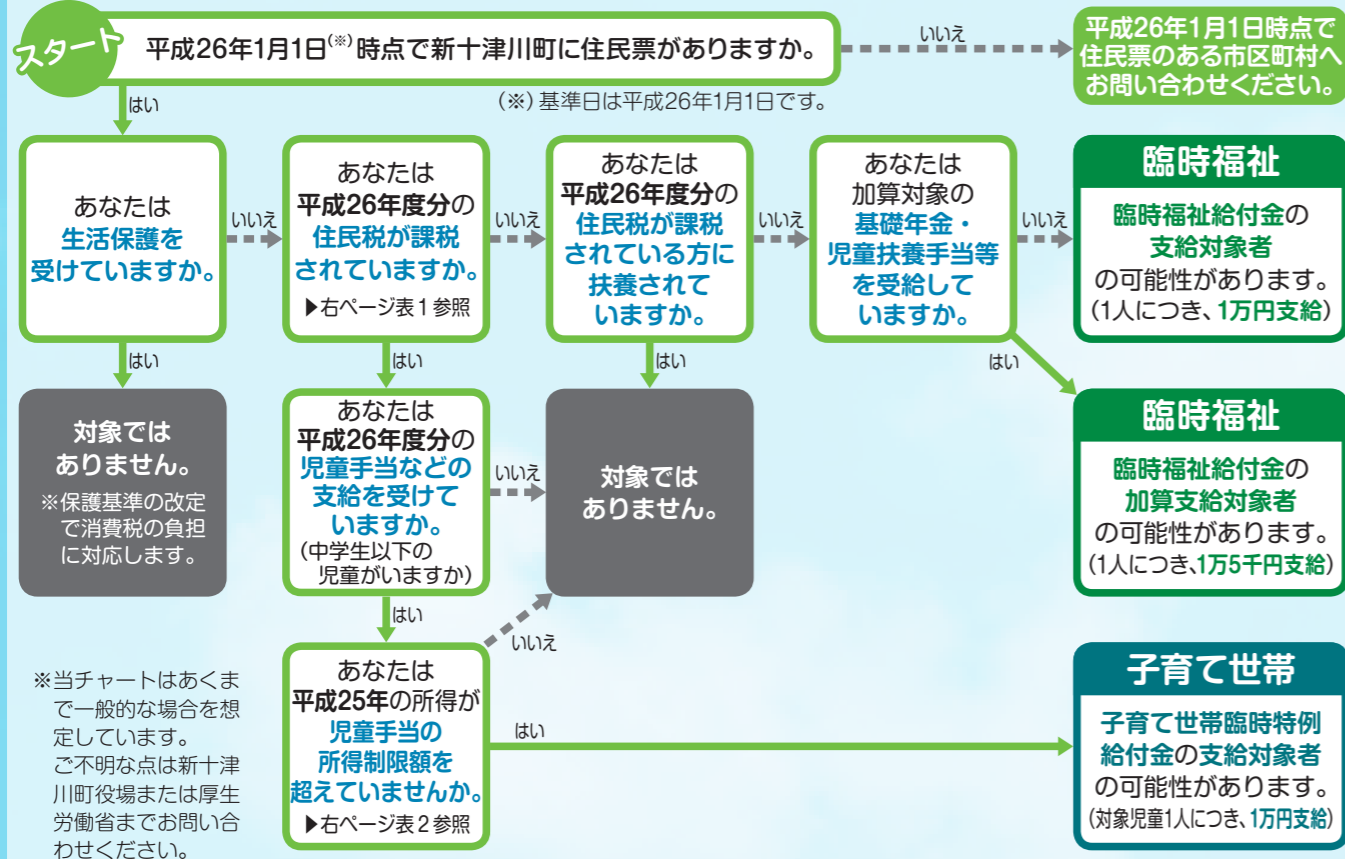 スタート
平成26年1月1日(※)時点で新十津川町に住民票がありますか。
いいえ
平成26年1月1日時点で
住民票のある市区町村へ
お問い合わせください。
はい
(※)基準日は平成26年1月1日です。
あなたは
生活保護を
受けていますか。
いいえ
あなたは
平成26年度分の
住民税が課税
されていますか。
▶右ページ表1参照
いいえ
あなたは
平成26年度分の
住民税が課税
されている方に
扶養されて
いますか。
いいえ
あなたは
加算対象の
基礎年金・
児童扶養手当等
を受給して
いますか。
いいえ
臨時福祉
臨時福祉給付金の
支給対象者
の可能性があります。
(1人につき、1万円支給)
はい
はい
はい
はい
対象では
ありません。
※保護基準の改定
で消費税の負担
に対応します。
あなたは
平成26年度分の
児童手当などの
支給を受けて
いますか。
(中学生以下の
児童がいますか)
いいえ
対象では
ありません。
臨時福祉
臨時福祉給付金の
加算支給対象者
の可能性があります。
(1人につき、1万5千円支給)
はい
いいえ
※当チャートはあくま
で一般的な場合を想
定しています。
ご不明な点は新十津
川町役場または厚生
労働省までお問い合
わせください。
あなたは
平成25年の所得が
児童手当の
所得制限額を
超えていませんか。
▶右ページ表2参照
はい
子育て世帯
子育て世帯臨時特例
給付金の支給対象者
の可能性があります。
(対象児童1人につき、1万円支給)